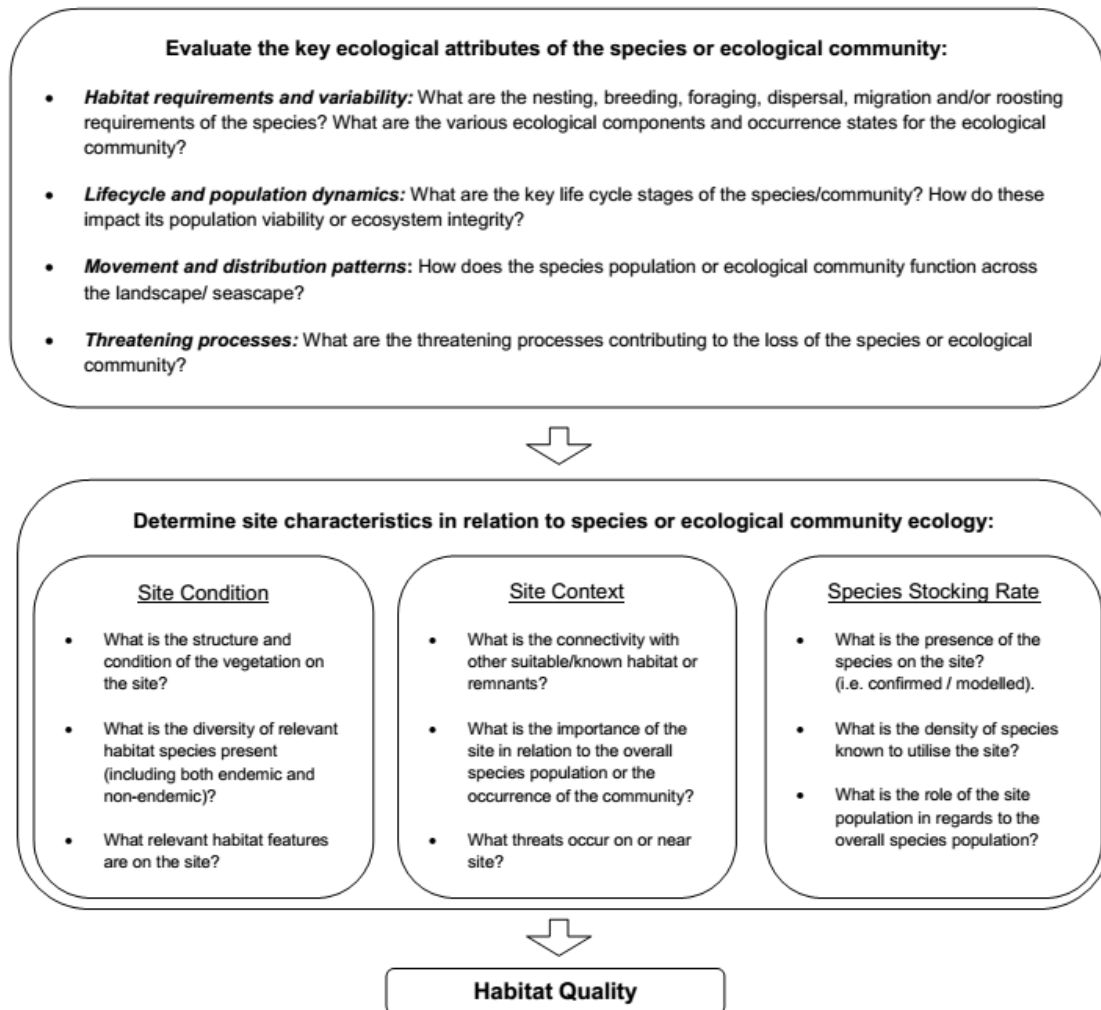 Evaluate the key ecological attributes of the species or ecological community:
• Habitat requirements and variability: What are the nesting, breeding, foraging, dispersal, migration and/or roosting
requirements of the species? What are the various ecological components and occurrence states for the ecological
community?
• Lifecycle and population dynamics: What are the key life cycle stages of the species/community? How do these
impact its population viability or ecosystem integrity?
• Movement and distribution patterns: How does the species population or ecological community function across
the landscape/ seascape?
• Threatening processes: What are the threatening processes contributing to the loss of the species or ecological
community?
Determine site characteristics in relation to species or ecological community ecology:
Site Condition
• What is the structure and
condition of the vegetation on
the site?
• What is the diversity of relevant
habitat species present
(including both endemic and
non-endemic)?
• What relevant habitat features
are on the site?
Site Context
• What is the connectivity with
other suitable/known habitat or
remnants?
• What is the importance of the
site in relation to the overall
species population or the
occurrence of the community?
• What threats occur on or near
site?
Species Stocking Rate
• What is the presence of the
species on the site?
(i.e. confirmed / modelled).
• What is the density of species
known to utilise the site?
• What is the role of the site
population in regards to the
overall species population?
Habitat Quality